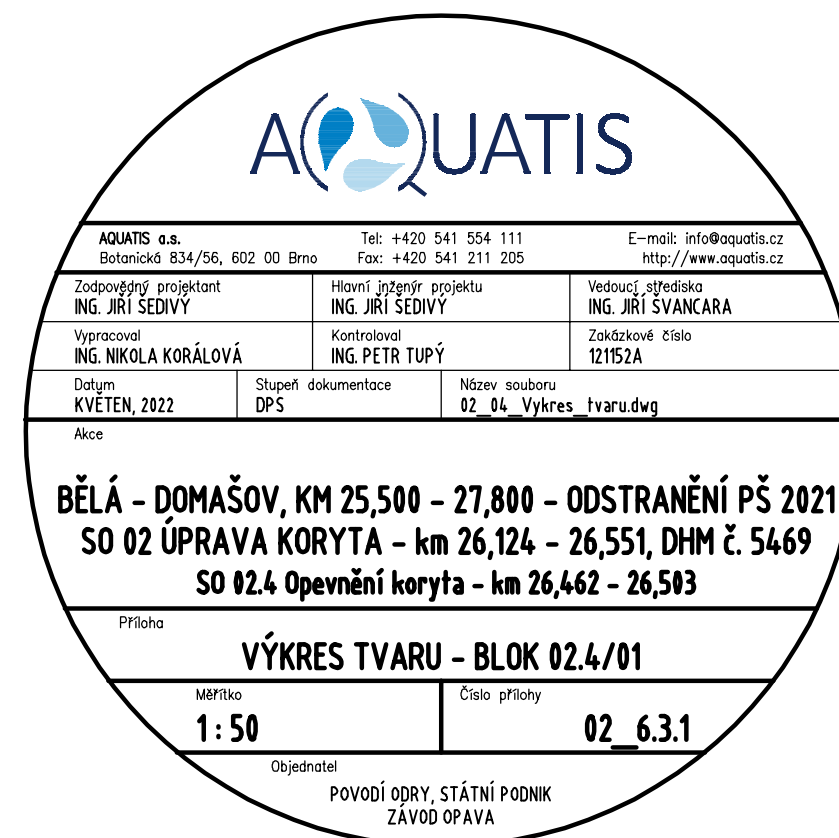 AQUATIS
AQUATIS a.s. Tel: +420 541 554 111 E-mail: info@aquatis.cz
Botanická 834/56, 602 00 Brno Fax: +420 541 211 205 http://www.aquatis.cz
Zodpovědný projektant Hlavní inženýr projektu Vedoucí střediska
ING. JIŘÍ ŠEDIVÝ ING. JIŘÍ ŠEDIVÝ ING. JIŘÍ ŠVANCARA
Vypracoval Kontroloval Zakázkové číslo
ING. NIKOLA KORÁLOVÁ ING. PETR TUPÝ 121152A
Datum Stupeň dokumentace Název souboru
KVĚTEN, 2022 DPS 02_04_Vykres_tvaru.dwg
Akce
BĚLÁ - DOMAŠOV, KM 25,500 - 27,800 - ODSTRANĚNÍ PŠ 2021
SO 02 ÚPRAVA KORYTA - km 26,124 - 26,551, DHM č. 5469
SO 02.4 Opevnění koryta - km 26,462 - 26,503
Příloha
VÝKRES TVARU - BLOK 02.4/01
Měřítko Číslo přílohy
1:50 02_6.3.1
Objednatel
POVODÍ ODRY, STÁTNÍ PODNIK
ZÁVOD OPAVA